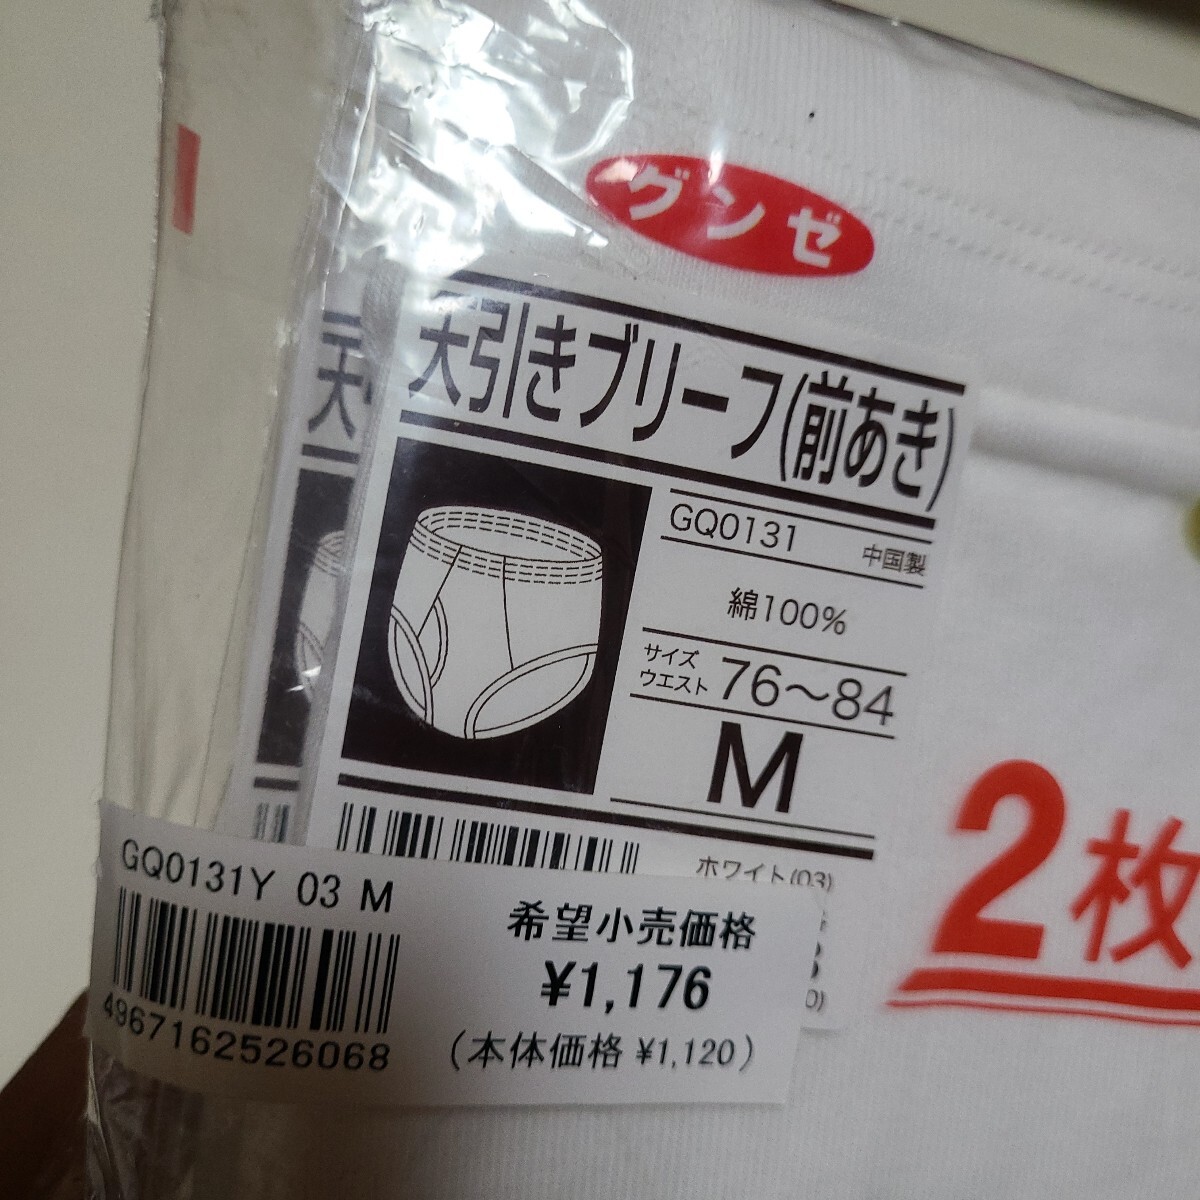 グンゼ
天引きブリーフ(前あき)
天
GQ0131
中国製
綿100%
サイズ
ウエスト 76〜84
M
ホワイト(03)
2枚
GQ0131Y 03 M
希望小売価格
¥1,176
(本体価格 ¥1,120)
4967162526068